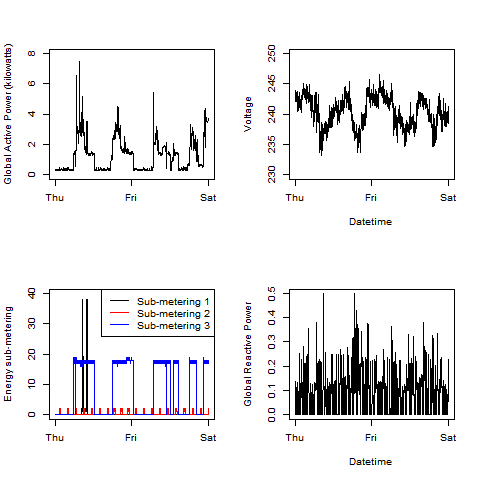 Global Active Power (kilowatts)
8
6
4
2
0
Thu Fri Sat
Voltage
250
245
240
235
230
Thu Fri Sat
Datetime
Energy sub-metering
40
30
20
10
0
Sub-metering 1
Sub-metering 2
Sub-metering 3
Thu Fri Sat
Global Reactive Power
0.5
0.4
0.3
0.2
0.1
0.0
Thu Fri Sat
Datetime